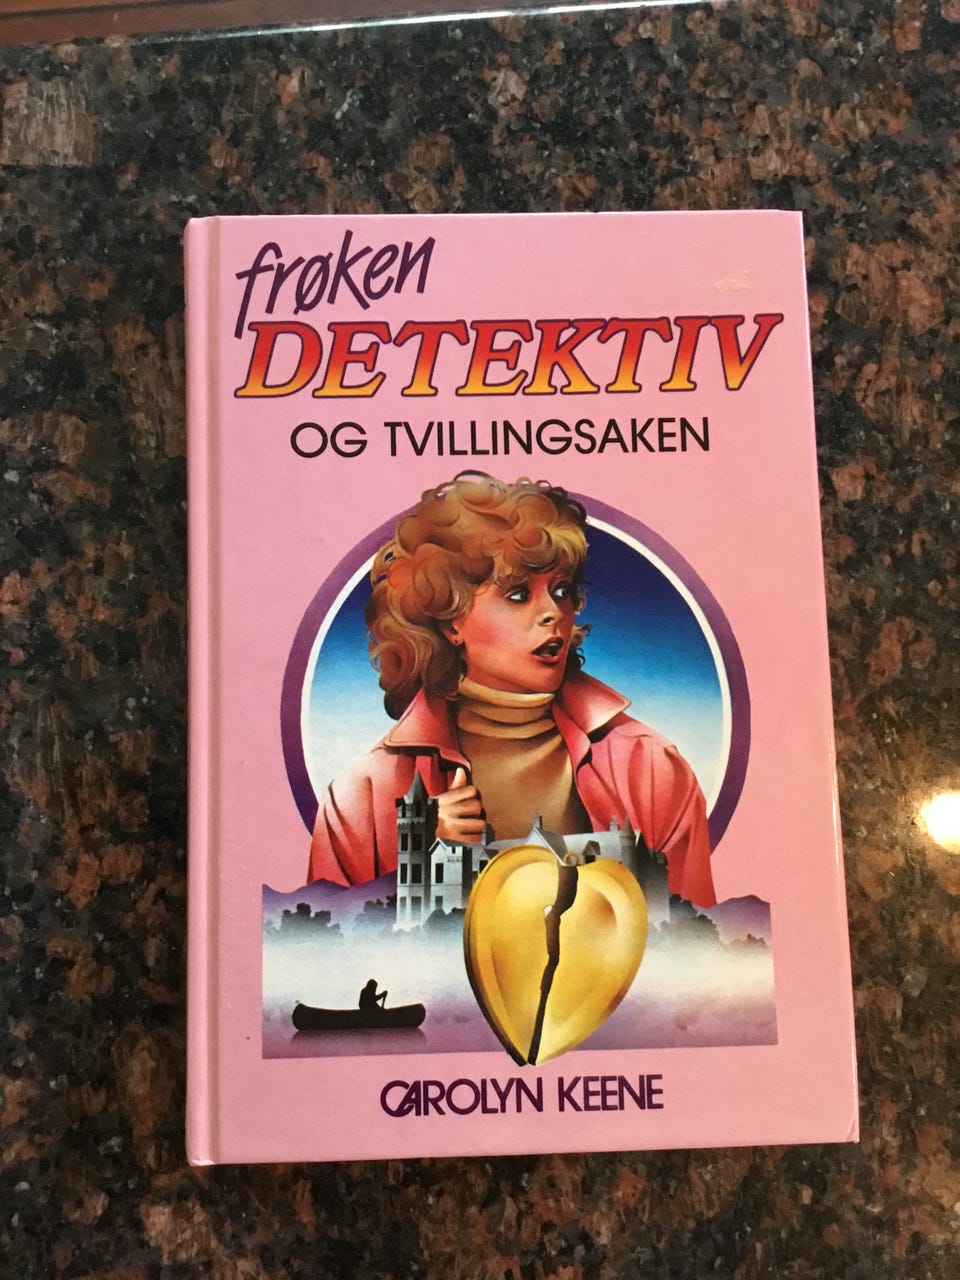 frøken
DETEKTIV
OG TVILLINGSAKEN
CAROLYN KEENE